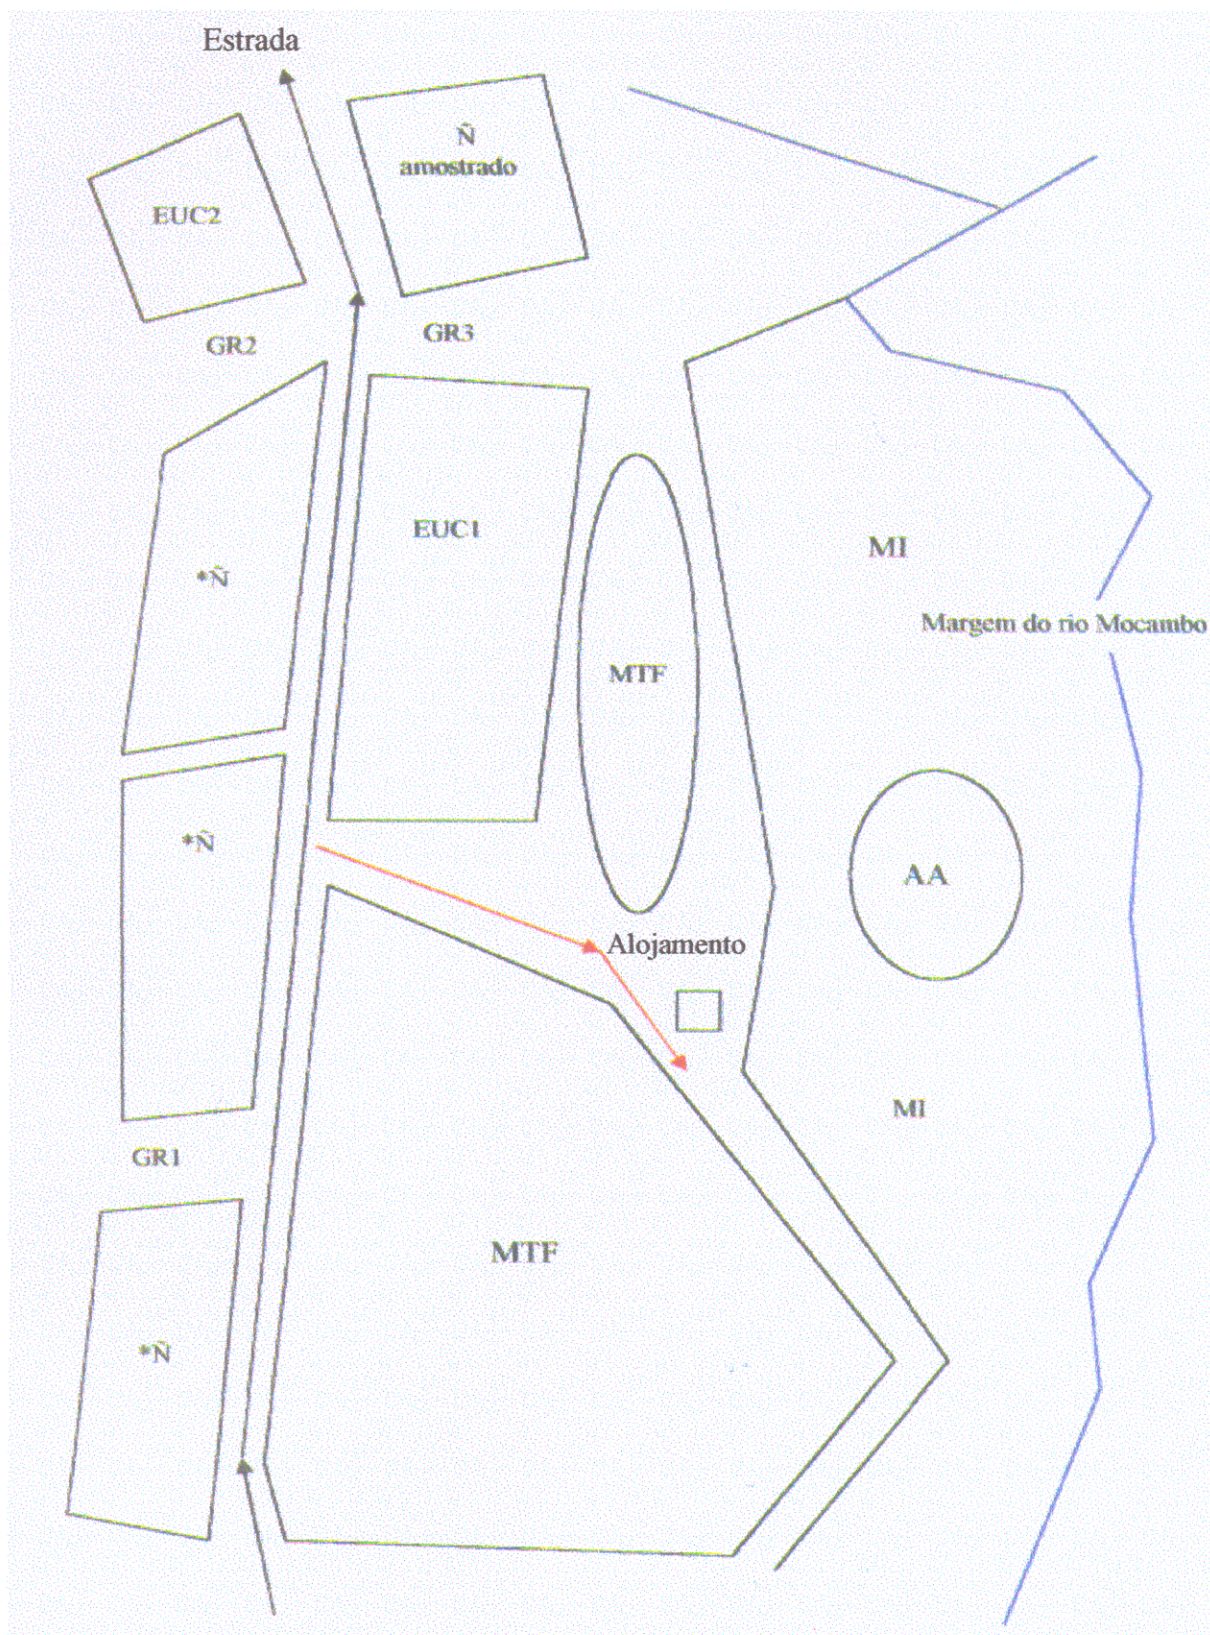 Estrada
Ñ
amostrado
EUC2
GR2
GR3
EUC1
*Ñ
MI
Margem do rio Mocambo
MTF
*Ñ
AA
Alojamento
MI
GR1
MTF
*Ñ